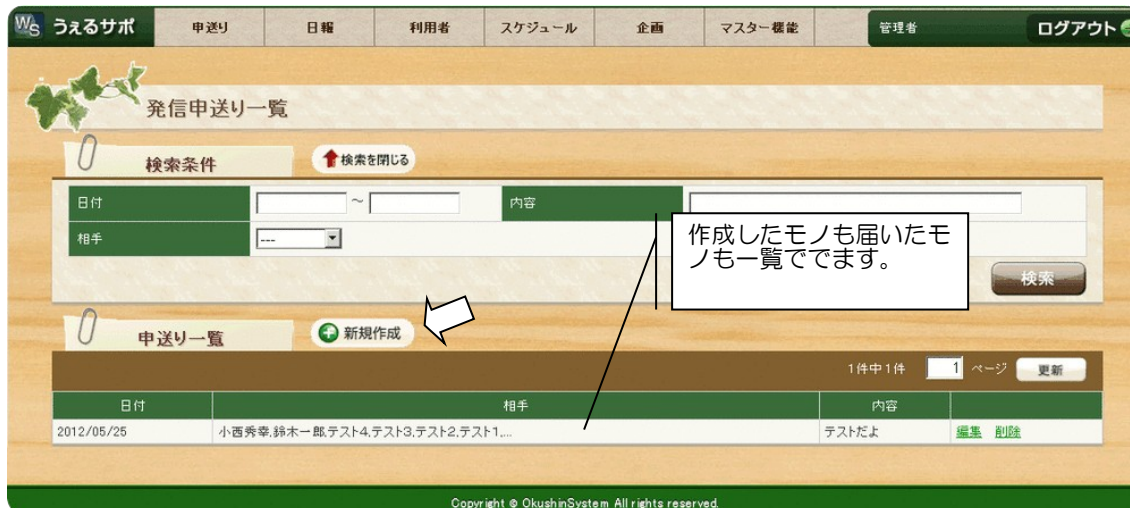 WS うぇるサポ 申送り 日報 利用者 スケジュール 企画 マスター機能 管理者 ログアウト
発信申送り一覧
検索条件 検索を閉じる
日付 ～ 内容
相手 ---
作成したモノも届いたモ
ノも一覧ででます。
検索
申送り一覧 新規作成
1件中1件 1 ページ 更新
日付 相手 内容
2012/05/25 小西秀幸,鈴木一郎,テスト4,テスト3,テスト2,テスト1,... テストだよ 編集 削除
Copyright © OkushinSystem All rights reserved.